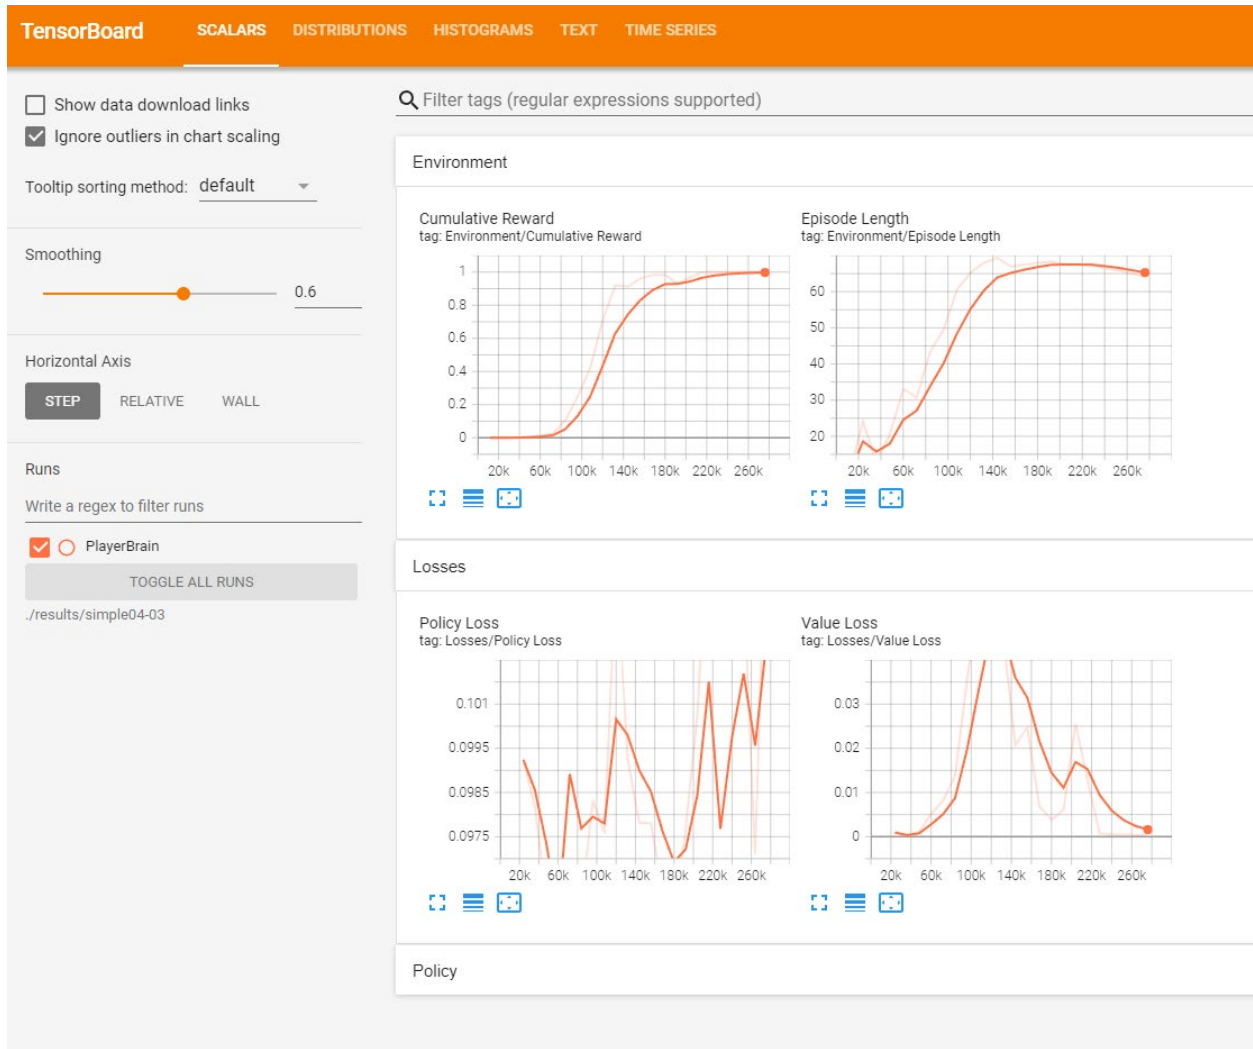 TensorBoard SCALARS DISTRIBUTIONS HISTOGRAMS TEXT TIME SERIES
Show data download links
Ignore outliers in chart scaling
Tooltip sorting method: default
Smoothing
0.6
Horizontal Axis
STEP RELATIVE WALL
Runs
Write a regex to filter runs
PlayerBrain
TOGGLE ALL RUNS
./results/simple04-03
Filter tags (regular expressions supported)
Environment
Cumulative Reward
tag: Environment/Cumulative Reward
1
0.8
0.6
0.4
0.2
0
20k 60k 100k 140k 180k 220k 260k
Episode Length
tag: Environment/Episode Length
60
50
40
30
20
20k 60k 100k 140k 180k 220k 260k
Losses
Policy Loss
tag: Losses/Policy Loss
0.101
0.0995
0.0985
0.0975
20k 60k 100k 140k 180k 220k 260k
Value Loss
tag: Losses/Value Loss
0.03
0.02
0.01
0
20k 60k 100k 140k 180k 220k 260k
Policy